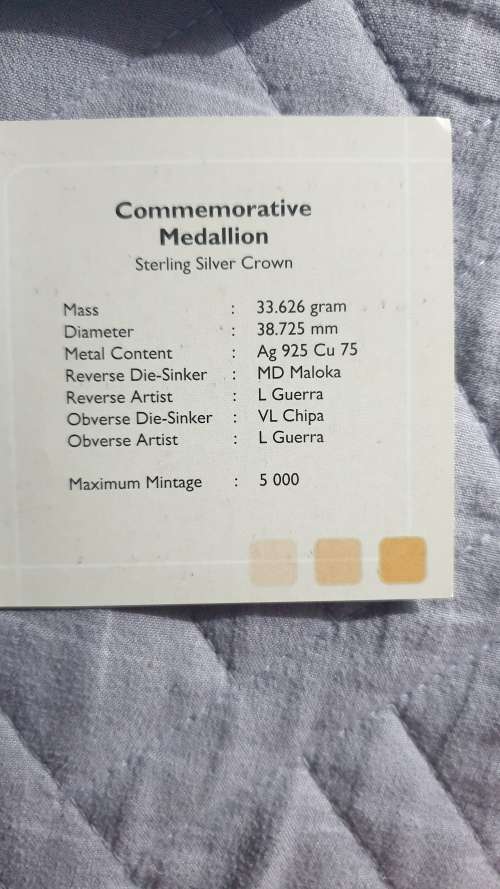 Commemorative
Medallion
Sterling Silver Crown
Mass : 33.626 gram
Diameter : 38.725 mm
Metal Content : Ag 925 Cu 75
Reverse Die-Sinker : MD Maloka
Reverse Artist : L Guerra
Obverse Die-Sinker : VL Chipa
Obverse Artist : L Guerra
Maximum Mintage : 5 000